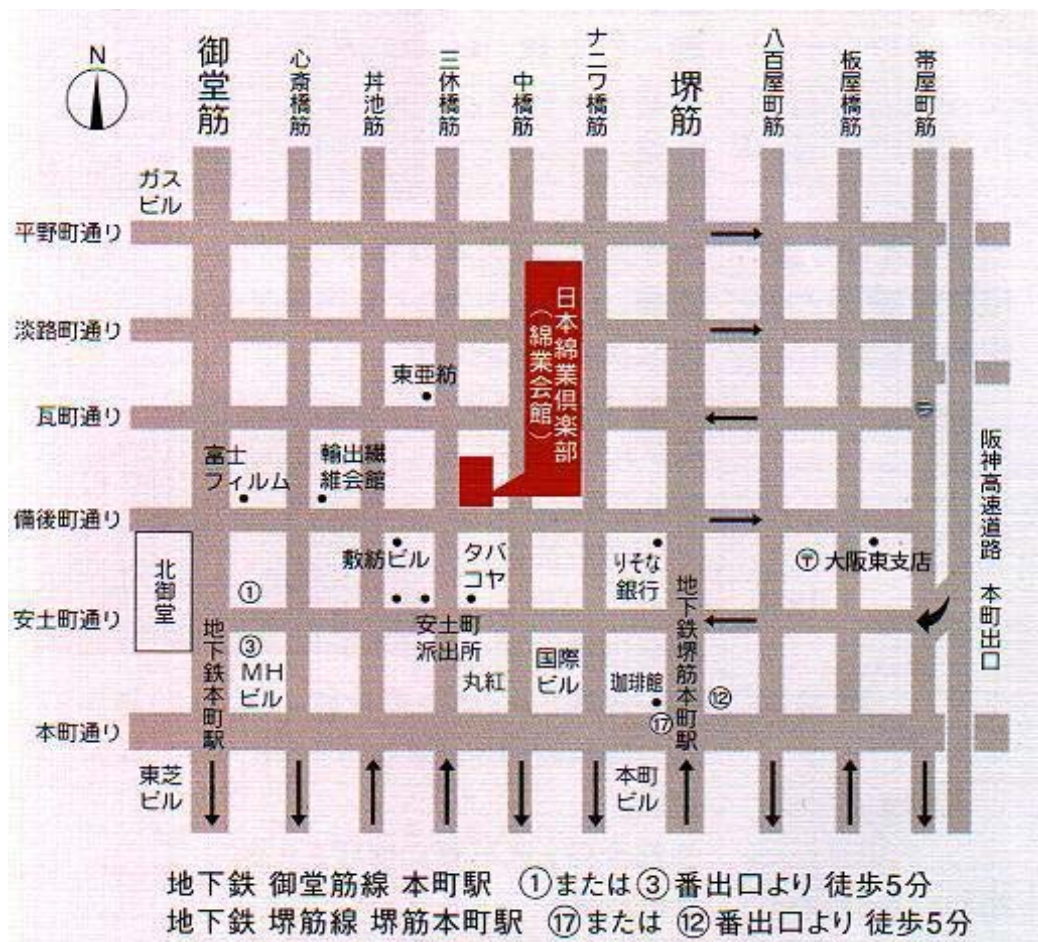 N
御堂筋
心斎橋筋
丼池筋
三休橋筋
中橋筋
ナニワ橋筋
堺筋
八百屋町筋
板屋橋筋
帯屋町筋
ガス
ビル
平野町通り
淡路町通り
日本綿業倶楽部
（綿業会館）
東亜紡
瓦町通り
富士
フィルム
輸出繊
維会館
阪神高速道路 本町出口
備後町通り
北御堂
敷紡ビル
タバ
コヤ
りそな
銀行
〒大阪東支店
①
安土町通り
地下鉄本町駅
安土町
派出所
地下鉄堺筋本町駅
③
MH
ビル
丸紅
国際
ビル
珈琲館
⑫
⑰
本町通り
東芝
ビル
本町
ビル
地下鉄 御堂筋線 本町駅 ①または③番出口より 徒歩5分
地下鉄 堺筋線 堺筋本町駅 ⑰または ⑫番出口より 徒歩5分